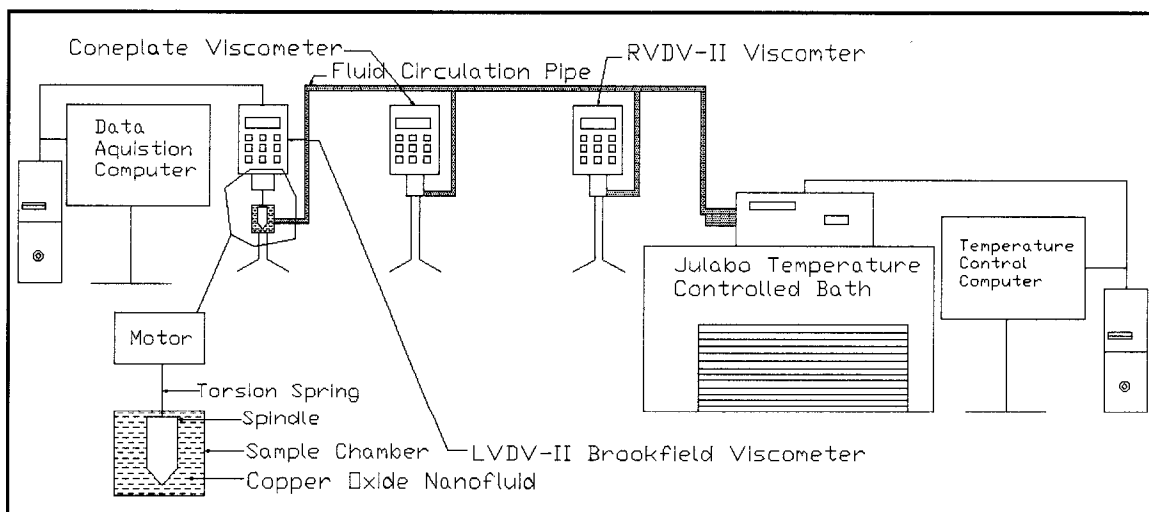 Coneplate Viscometer
RVDV-II Viscomter
Fluid Circulation Pipe
Data
Aquistion
Computer
Julabo Temperature
Controlled Bath
Temperature
Control
Computer
Motor
Torsion Spring
Spindle
Sample Chamber
LVDV-II Brookfield Viscometer
Copper Oxide Nanofluid